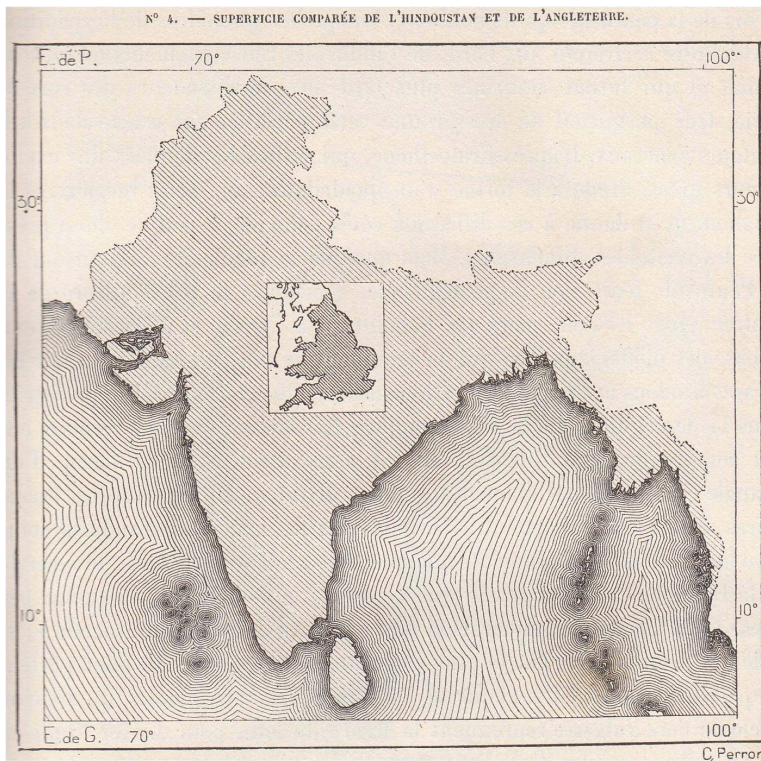 N° 4. — SUPERFICIE COMPARÉE DE L'HINDOUSTAN ET DE L'ANGLETERRE.
E. de P. 70° 100°
30° 30°
10° 10°
E. de G. 70° 100°
C. Perron